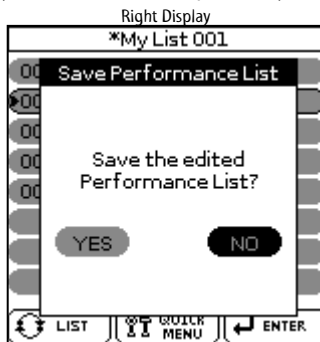 Right Display
*My List 001
Save Performance List
Save the edited
Performance List?
YES NO
LIST QUICK MENU ENTER